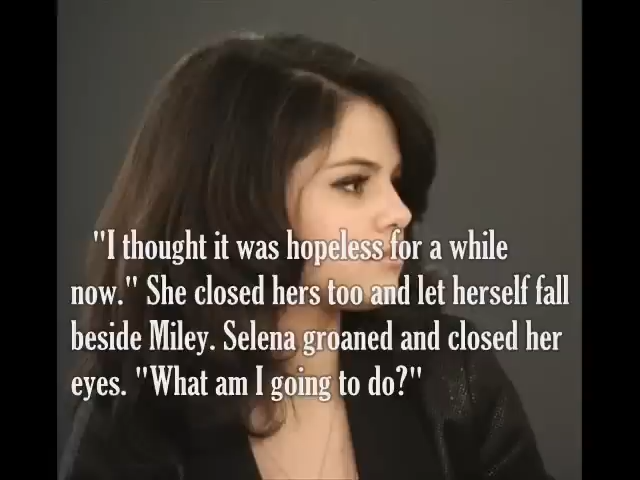 "I thought it was hopeless for a while
now." She closed hers too and let herself fall
beside Miley. Selena groaned and closed her
eyes. "What am I going to do?"